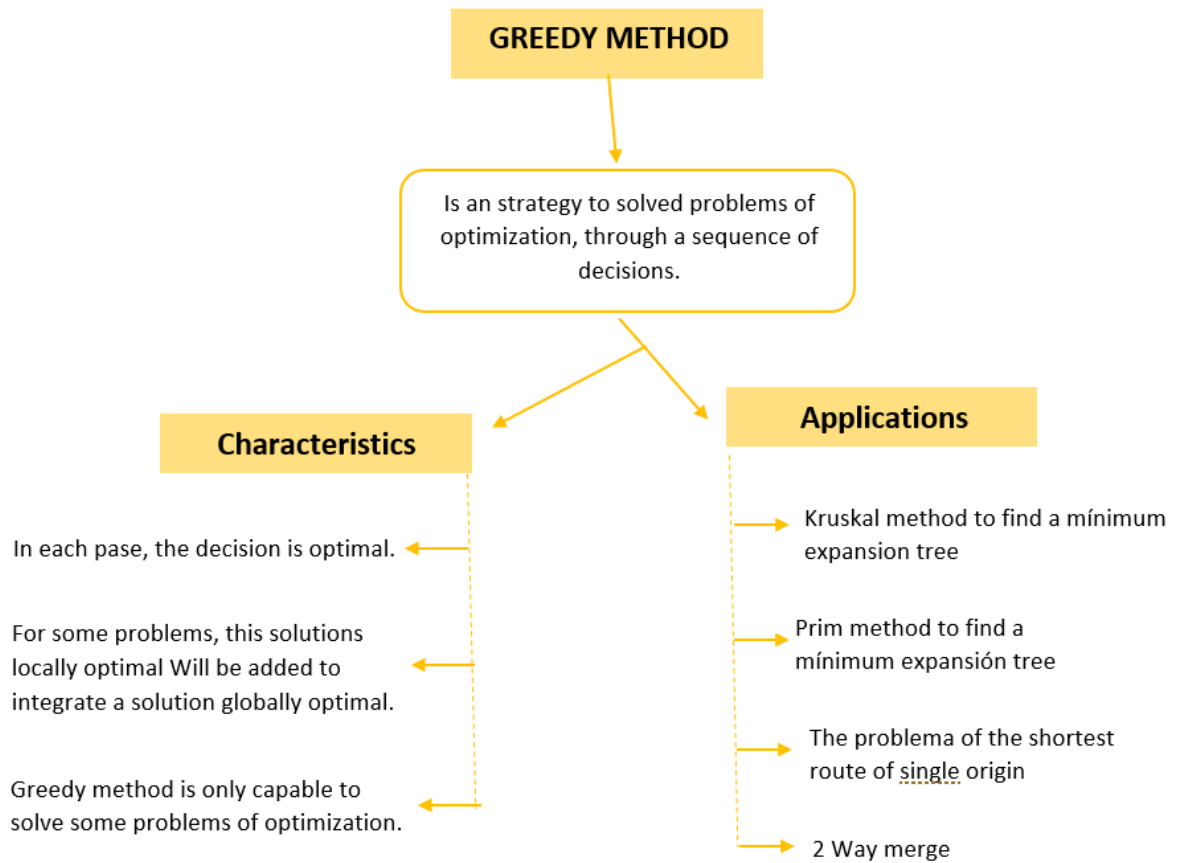 GREEDY METHOD
Is an strategy to solved problems of
optimization, through a sequence of
decisions.
Characteristics
In each pase, the decision is optimal.
For some problems, this solutions
locally optimal Will be added to
integrate a solution globally optimal.
Greedy method is only capable to
solve some problems of optimization.
Applications
Kruskal method to find a mínimum
expansion tree
Prim method to find a
mínimum expansión tree
The problema of the shortest
route of single origin
2 Way merge